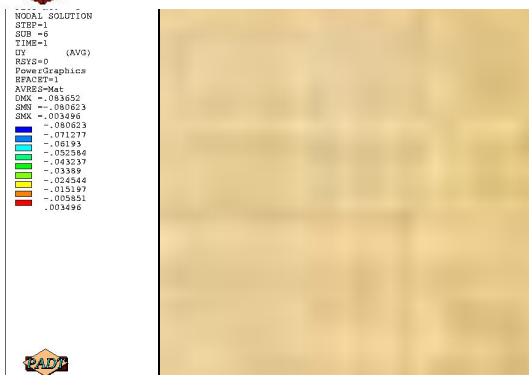 NODAL SOLUTION
STEP=1
SUB =6
TIME=1
UY (AVG)
RSYS=0
PowerGraphics
EFACET=1
AVRES=Mat
DMX =.083652
SMN =-.080623
SMX =.003496
-.080623
-.071277
-.06193
-.052584
-.043237
-.03389
-.024544
-.015197
-.005851
.003496
PADT